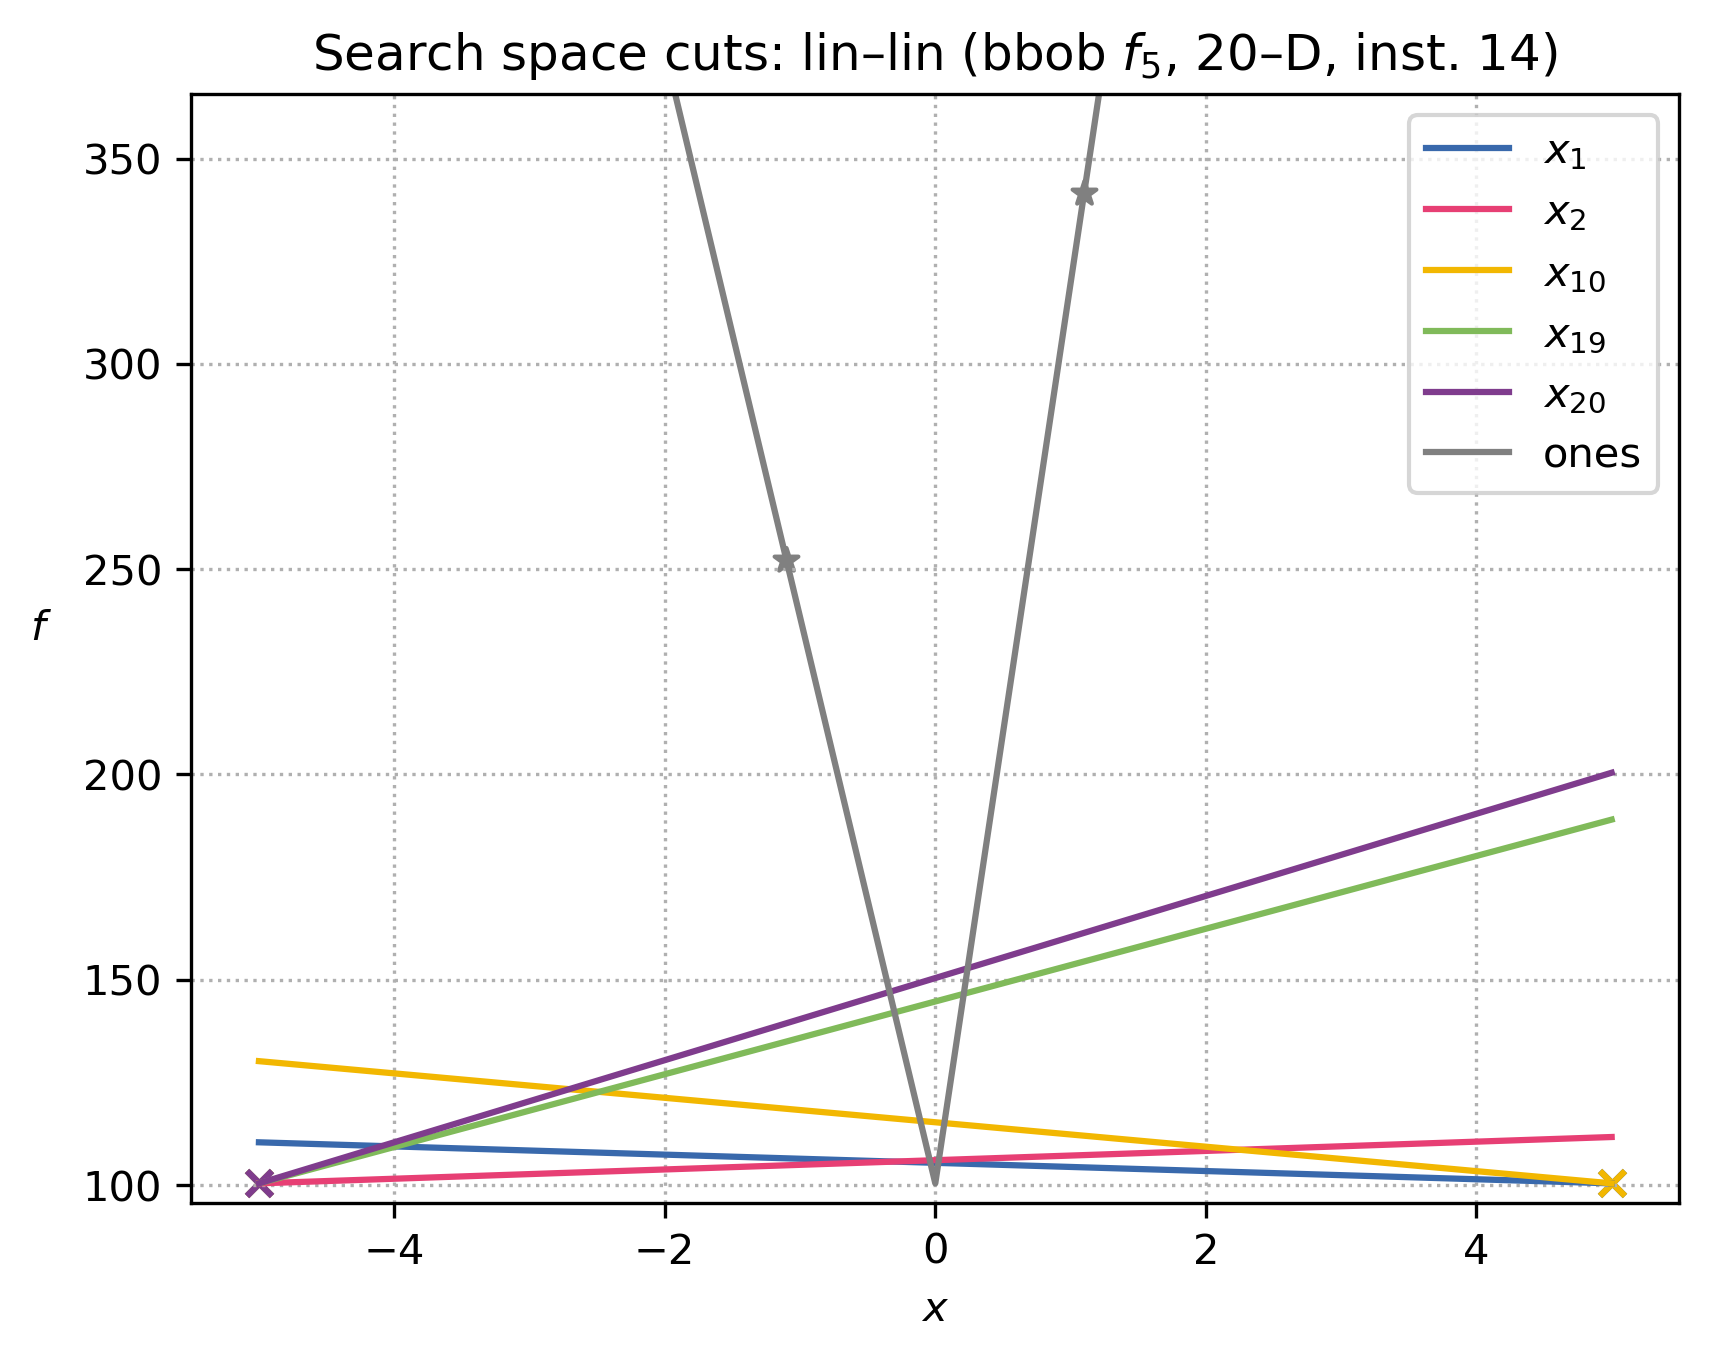 Search space cuts: lin–lin (bbob f₅, 20–D, inst. 14)
x₁
x₂
x₁₀
x₁₉
x₂₀
ones
350
300
250
200
150
100
f
−4
−2
0
2
4
x